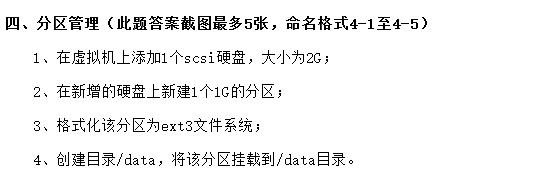 四、分区管理（此题答案截图最多5张，命名格式4-1至4-5）
1、在虚拟机上添加1个scsi硬盘，大小为2G；
2、在新增的硬盘上新建1个1G的分区；
3、格式化该分区为ext3文件系统；
4、创建目录/data，将该分区挂载到/data目录。